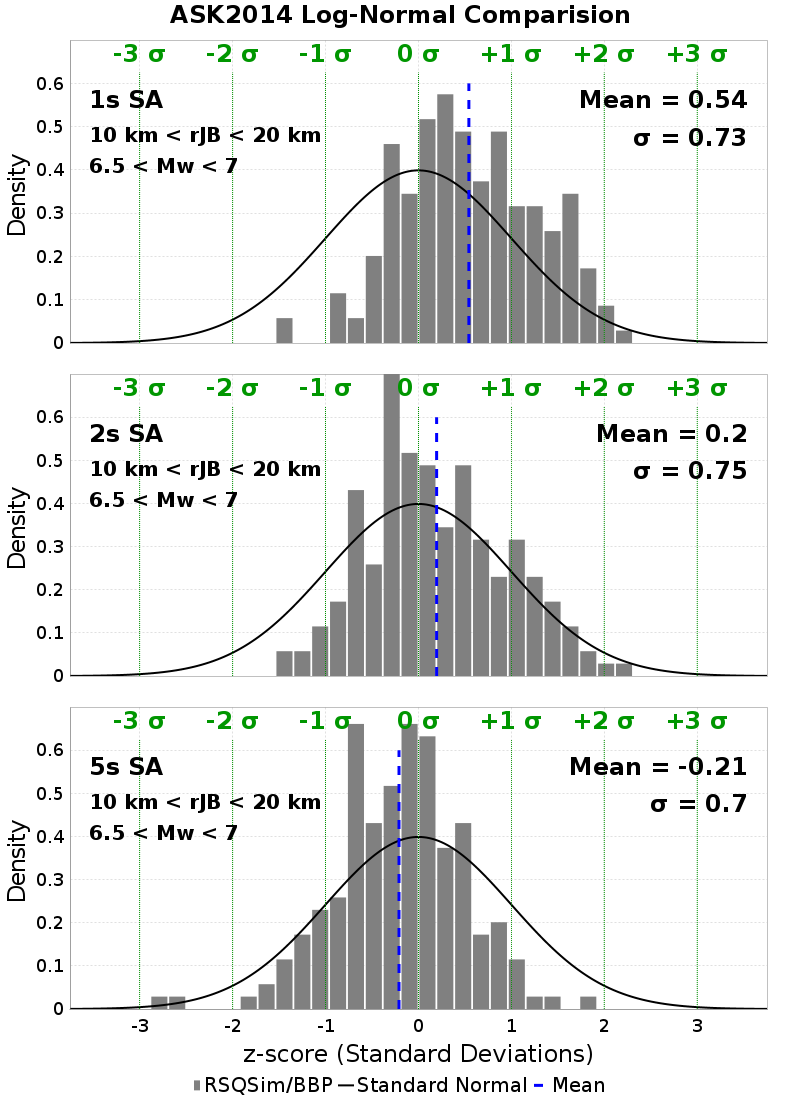 ASK2014 Log-Normal Comparision
-3 σ -2 σ -1 σ 0 σ +1 σ +2 σ +3 σ
1s SA
10 km < rJB < 20 km
6.5 < Mw < 7
Mean = 0.54
σ = 0.73
0.6
0.5
0.4
0.3
0.2
0.1
0
Density
-3 σ -2 σ -1 σ 0 σ +1 σ +2 σ +3 σ
2s SA
10 km < rJB < 20 km
6.5 < Mw < 7
Mean = 0.2
σ = 0.75
0.6
0.5
0.4
0.3
0.2
0.1
0
Density
-3 σ -2 σ -1 σ 0 σ +1 σ +2 σ +3 σ
5s SA
10 km < rJB < 20 km
6.5 < Mw < 7
Mean = -0.21
σ = 0.7
0.6
0.5
0.4
0.3
0.2
0.1
0
Density
-3 -2 -1 0 1 2 3
z-score (Standard Deviations)
RSQSim/BBP Standard Normal Mean